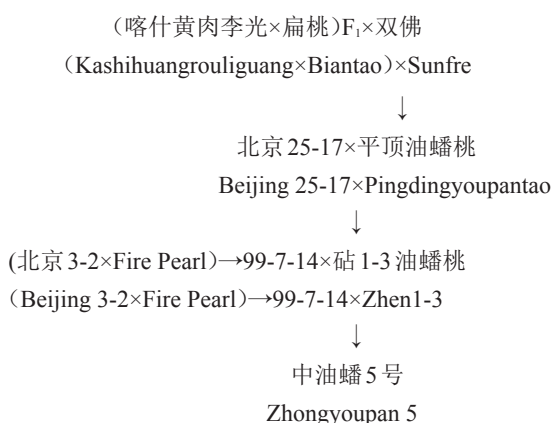 （喀什黄肉李光×扁桃）F₁×双佛
（Kashihuangrouliguang×Biantao）×Sunfre
↓
北京 25-17×平顶油蟠桃
Beijing 25-17×Pingdingyoupantao
↓
(北京 3-2×Fire Pearl)→99-7-14×砧 1-3 油蟠桃
（Beijing 3-2×Fire Pearl）→99-7-14×Zhen1-3
↓
中油蟠 5 号
Zhongyoupan 5